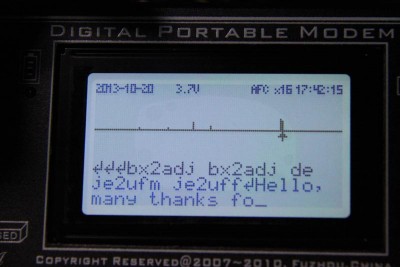 DIGITAL PORTABLE MODEM
2013-10-20 3.7V AFC x16 17:42:15
↲↲↲bx2adj bx2adj de
je2ufm je2uff↲Hello,
many thanks fo_
COPYRIGHT RESERVED@2007~2010, FUZHOU.CHINA